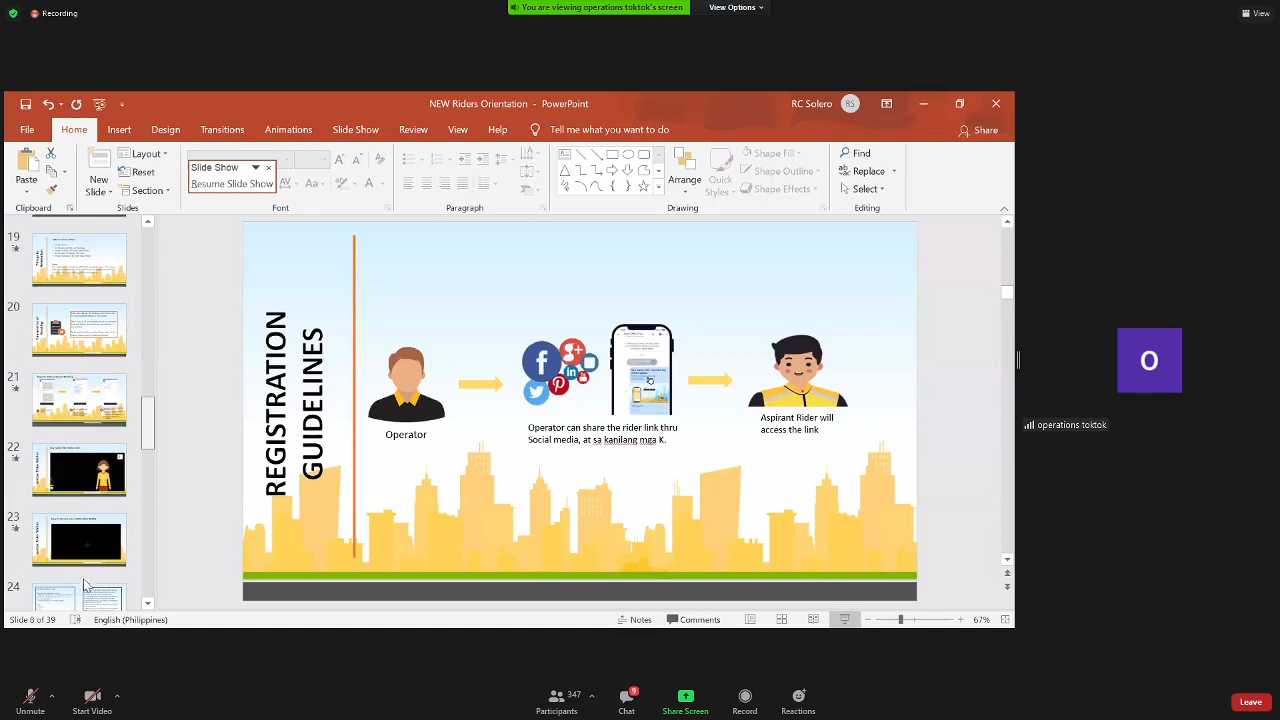 Recording
You are viewing operations toktok's screen
View Options
View
NEW Riders Orientation - PowerPoint
RC Solero
RS
File
Home
Insert
Design
Transitions
Animations
Slide Show
Review
View
Help
Tell me what you want to do
Share
Paste
New
Slide
Layout
Reset
Section
Slide Show
Resume Slide Show
Arrange
Quick
Styles
Shape Fill
Shape Outline
Shape Effects
Find
Replace
Select
Clipboard
Slides
Font
Paragraph
Drawing
Editing
19
20
21
22
23
24
REGISTRATION
GUIDELINES
Operator
Operator can share the rider link thru
Social media, at sa kanilang mga K.
Aspirant Rider will
access the link
O
operations toktok
Slide 8 of 39
English (Philippines)
Notes
Comments
67%
Unmute
Start Video
Participants
347
Chat
9
Share Screen
Record
Reactions
Leave